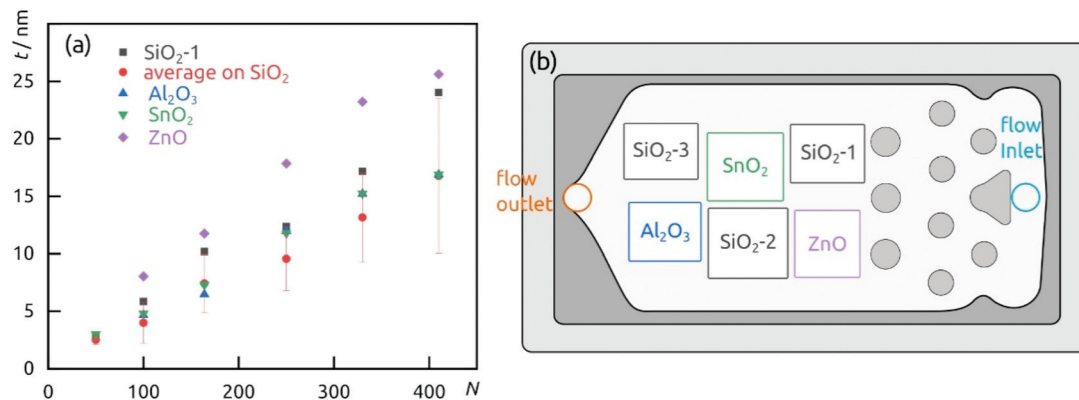 (a)
t / nm
25
20
15
10
5
0
0 100 200 300 400 N
SiO₂-1
average on SiO₂
Al₂O₃
SnO₂
ZnO
(b)
flow
Inlet
flow
outlet
SiO₂-3
SnO₂
SiO₂-1
Al₂O₃
SiO₂-2
ZnO